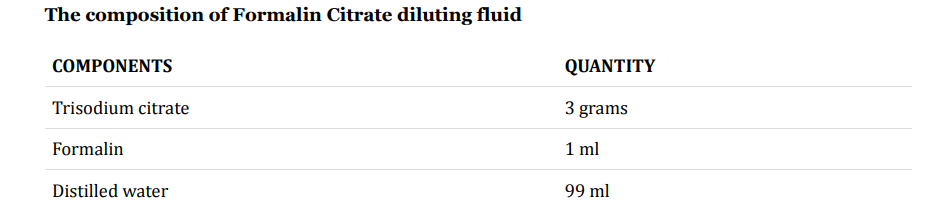 The composition of Formalin Citrate diluting fluid
COMPONENTS QUANTITY
Trisodium citrate 3 grams
Formalin 1 ml
Distilled water 99 ml